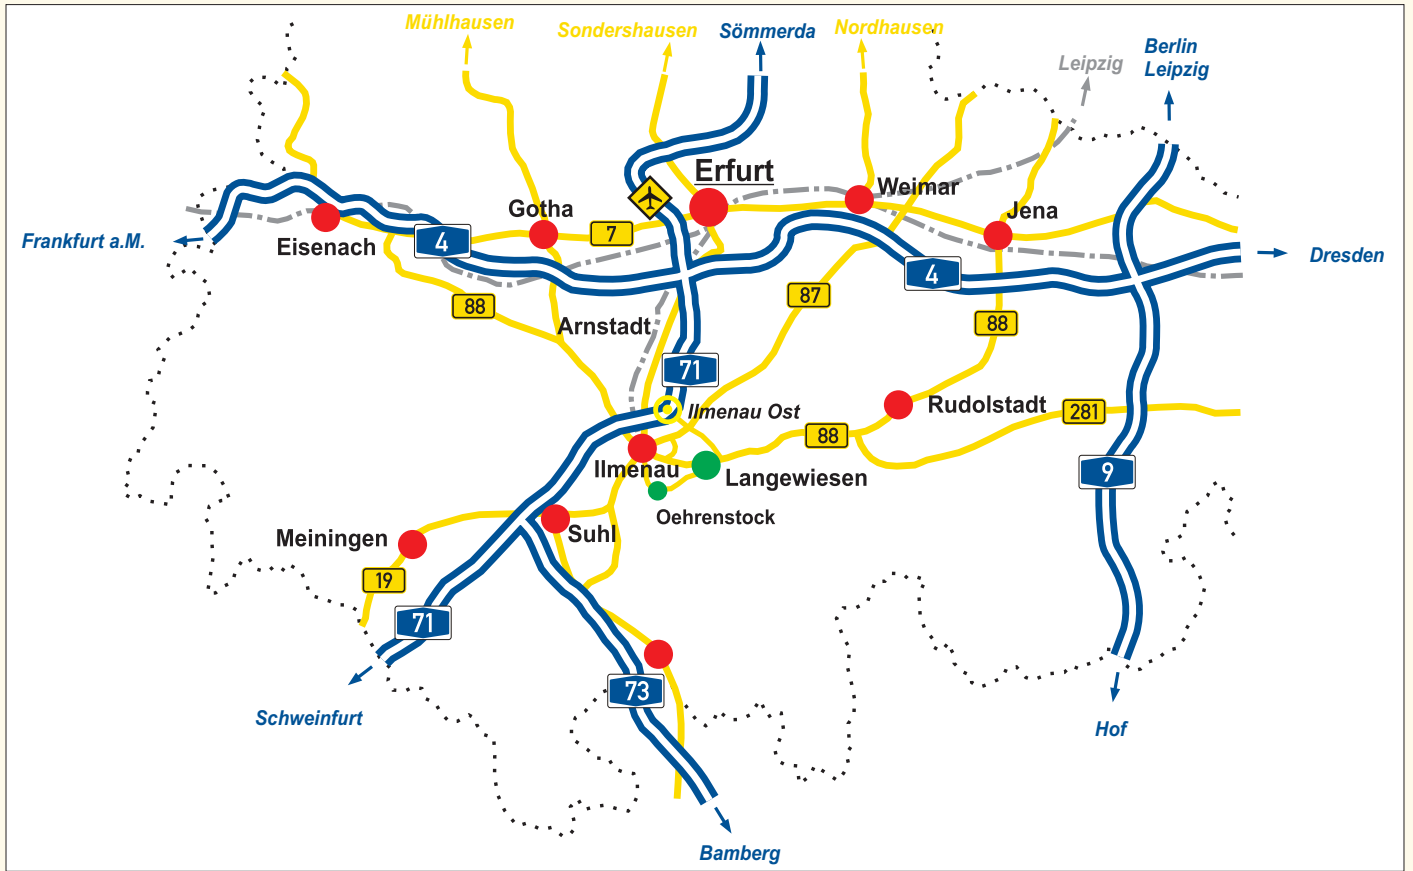 Mühlhausen
Sondershausen
Sömmerda
Nordhausen
Leipzig
Berlin
Leipzig
Erfurt
Weimar
Gotha
Jena
7
Eisenach
4
Frankfurt a.M.
Dresden
4
88
87
Arnstadt
88
71
Ilmenau Ost
Rudolstadt
281
88
Ilmenau
Langewiesen
9
Oehrenstock
Meiningen
Suhl
19
71
73
Schweinfurt
Hof
Bamberg